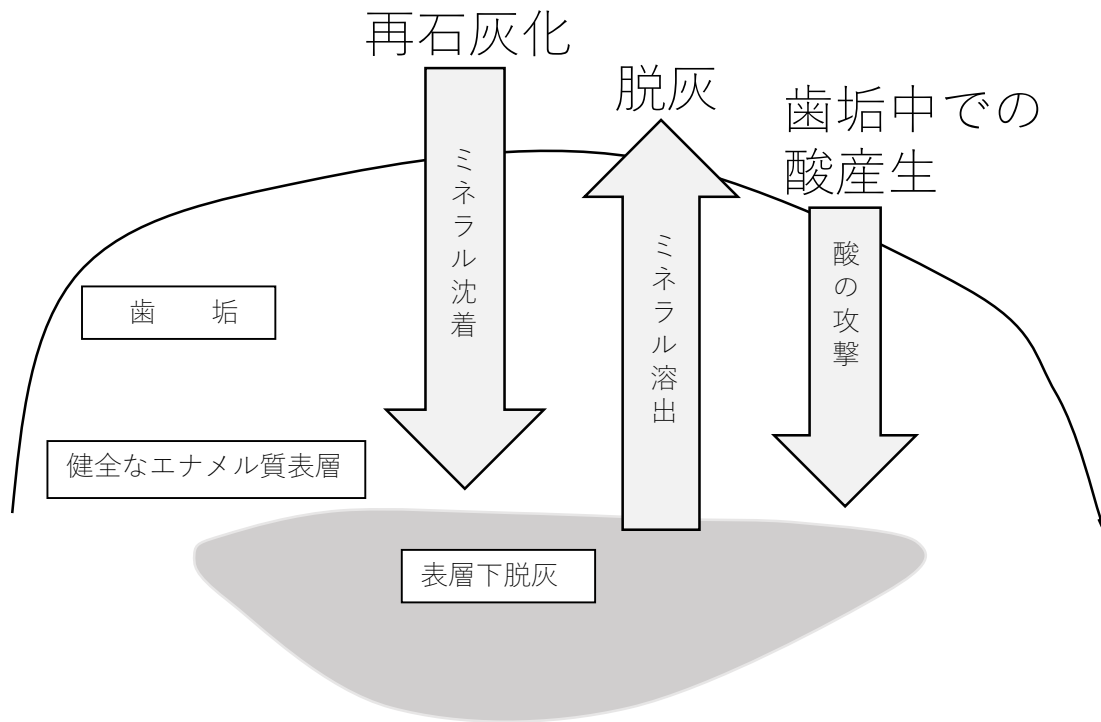 再石灰化
脱灰
歯垢中での
酸産生
ミネラル沈着
ミネラル溶出
酸の攻撃
歯　　垢
健全なエナメル質表層
表層下脱灰